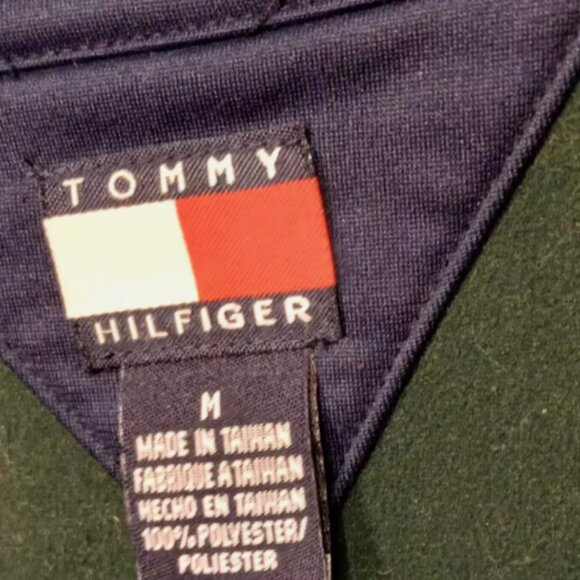 TOMMY
HILFIGER
M
MADE IN TAIWAN
FABRIQUE A TAIWAN
HECHO EN TAIWAN
100% POLYESTER/
POLIESTER